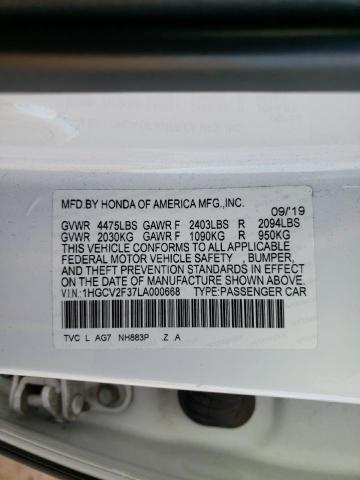 MFD BY HONDA OF AMERICA MFG.,INC.
09/'19
GVWR 4475LBS GAWR F 2403LBS R 2094LBS
GVWR 2030KG GAWR F 1090KG R 950KG
THIS VEHICLE CONFORMS TO ALL APPLICABLE
FEDERAL MOTOR VEHICLE SAFETY , BUMPER,
AND THEFT PREVENTION STANDARDS IN EFFECT
ON THE DATE OF MANUFACTURE SHOWN ABOVE.
V.I.N:1HGCV2F37LA000668 TYPE:PASSENGER CAR
TVC L AG7 NH883P .Z .A